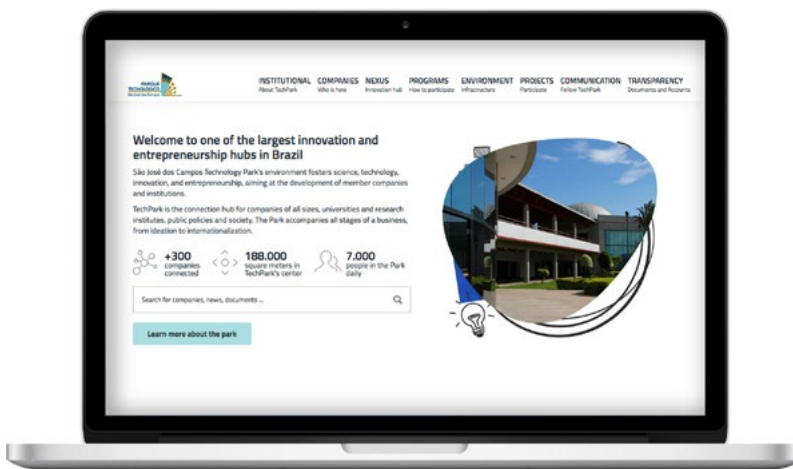 PARQUE
TECNOLÓGICO
INSTITUTIONAL COMPANIES NEXUS PROGRAMS ENVIRONMENT PROJECTS COMMUNICATION TRANSPARENCY
About TechPark Who is here Innovation hub How to participate Infrastructure Participate Follow TechPark Documents and Accounts
Welcome to one of the largest innovation and
entrepreneurship hubs in Brazil
São José dos Campos Technology Park's environment fosters science, technology,
innovation, and entrepreneurship, aiming at the development of member companies
and institutions.
TechPark is the connection hub for companies of all sizes, universities and research
institutes, public policies and society. The Park accompanies all stages of a business,
from ideation to internationalization.
+300
companies
connected
188.000
square meters in
TechPark's center
7.000
people in the Park
daily
Search for companies, news, documents ...
Learn more about the park